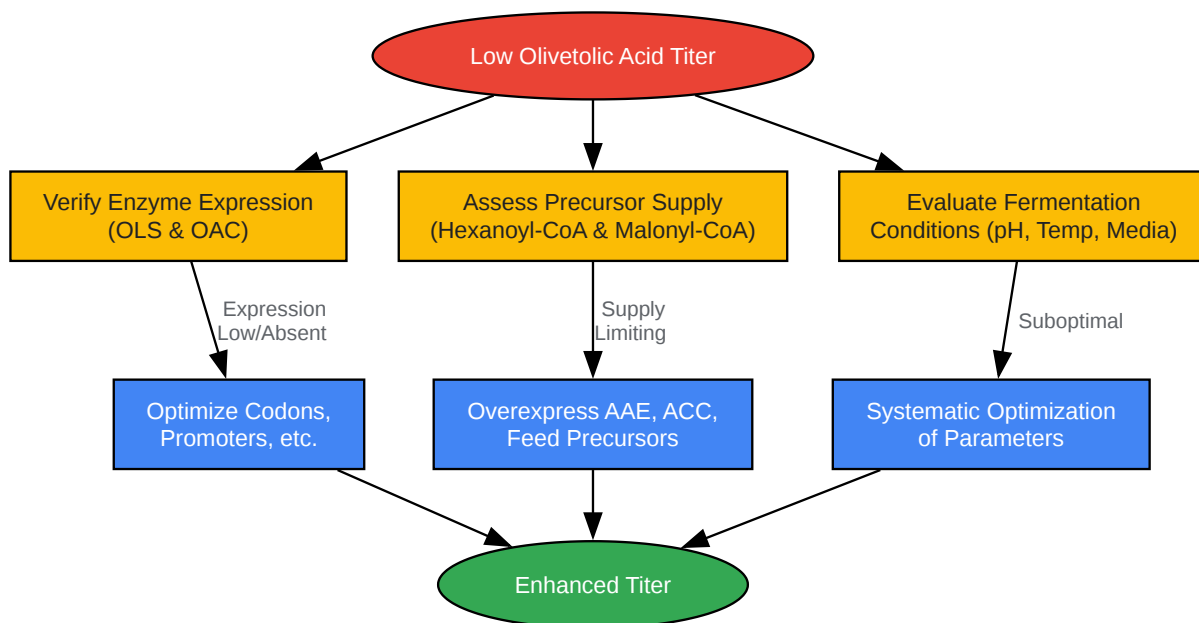 Low Olivetolic Acid Titer
Verify Enzyme Expression
(OLS & OAC)
Assess Precursor Supply
(Hexanoyl-CoA & Malonyl-CoA)
Evaluate Fermentation
Conditions (pH, Temp, Media)
Expression
Low/Absent
Supply
Limiting
Suboptimal
Optimize Codons,
Promoters, etc.
Overexpress AAE, ACC,
Feed Precursors
Systematic Optimization
of Parameters
Enhanced Titer